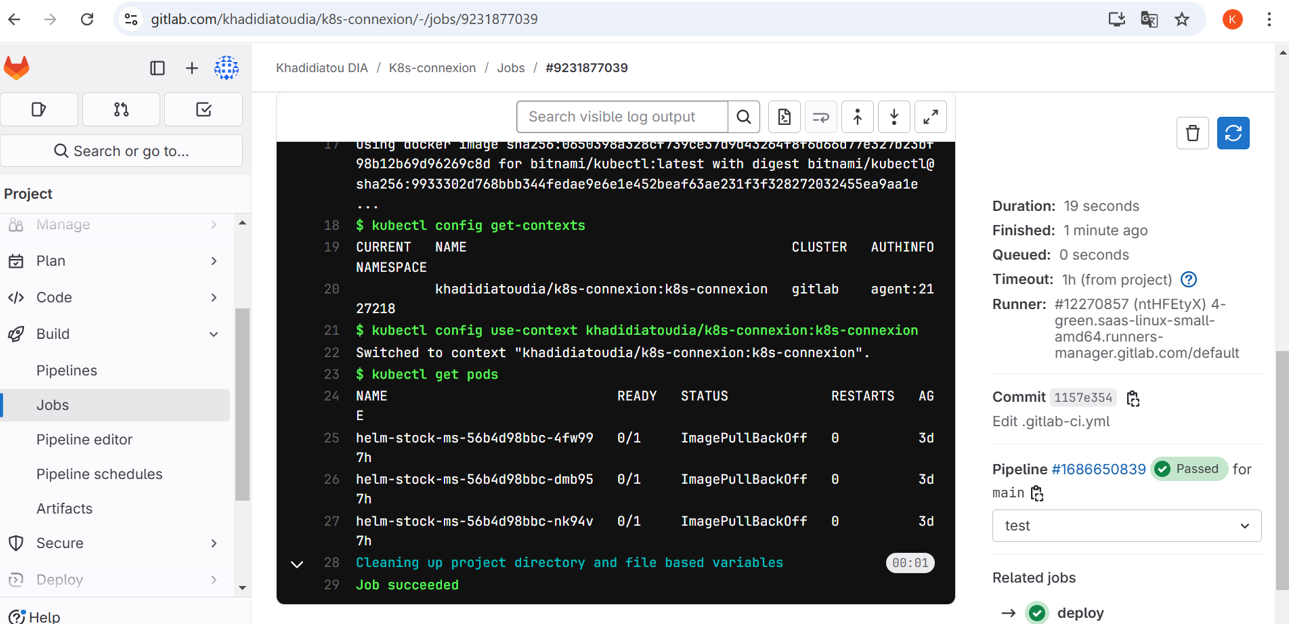 gitlab.com/khadidiatoudia/k8s-connexion/-/jobs/9231877039
K
Khadidiatou DIA / K8s-connexion / Jobs / #9231877039
Search or go to...
Project
Manage
Plan
Code
Build
Pipelines
Jobs
Pipeline editor
Pipeline schedules
Artifacts
Secure
Deploy
Help
Search visible log output
17 Using docker image sha256:0650398a328cf739ce37d9d43264f8f6d66d77e327b23bf
98b12b69d96269c8d for bitnami/kubectl:latest with digest bitnami/kubectl@
sha256:9933302d768bbb344fedae9e6e1e452beaf63ae231f3f328272032455ea9aa1e
...
18 $ kubectl config get-contexts
19 CURRENT NAME CLUSTER AUTHINFO
NAMESPACE
20 khadidiatoudia/k8s-connexion:k8s-connexion gitlab agent:21
27218
21 $ kubectl config use-context khadidiatoudia/k8s-connexion:k8s-connexion
22 Switched to context "khadidiatoudia/k8s-connexion:k8s-connexion".
23 $ kubectl get pods
24 NAME READY STATUS RESTARTS AG
E
25 helm-stock-ms-56b4d98bbc-4fw99 0/1 ImagePullBackOff 0 3d
7h
26 helm-stock-ms-56b4d98bbc-dmb95 0/1 ImagePullBackOff 0 3d
7h
27 helm-stock-ms-56b4d98bbc-nk94v 0/1 ImagePullBackOff 0 3d
7h
28 Cleaning up project directory and file based variables 00:01
29 Job succeeded
Duration: 19 seconds
Finished: 1 minute ago
Queued: 0 seconds
Timeout: 1h (from project)
Runner: #12270857 (ntHFEtyX) 4-
green.saas-linux-small-
amd64.runners-
manager.gitlab.com/default
Commit 1157e354
Edit .gitlab-ci.yml
Pipeline #1686650839 Passed for
main
test
Related jobs
→ deploy